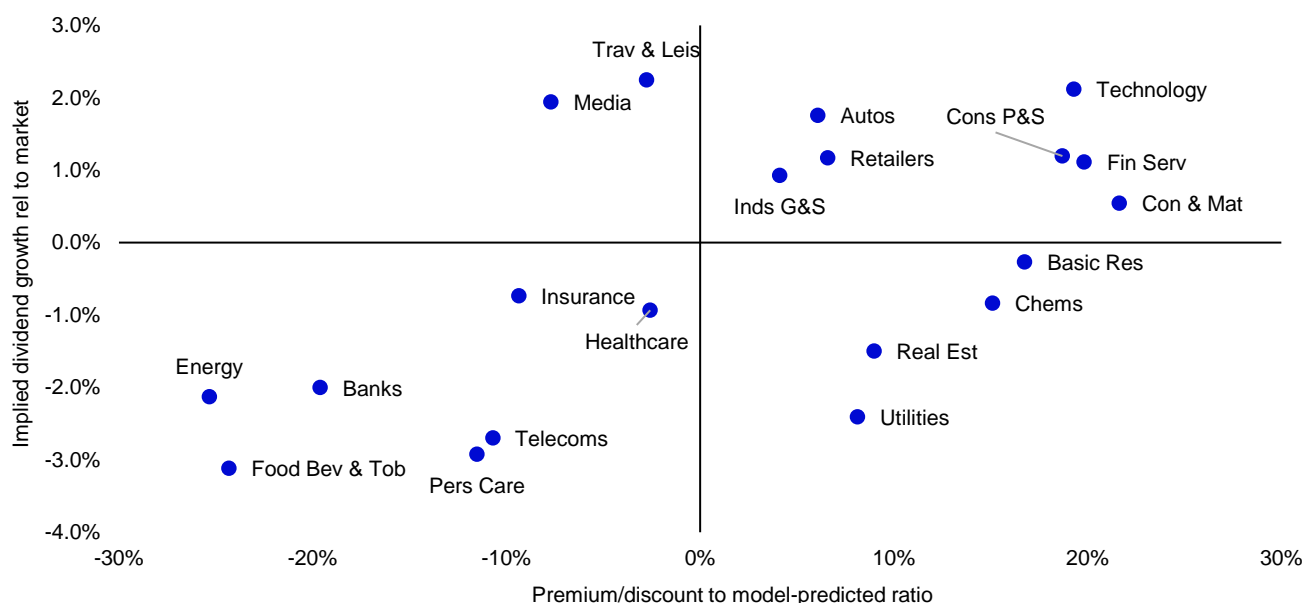 3.0%
2.0%
1.0%
0.0%
-1.0%
-2.0%
-3.0%
-4.0%
Implied dividend growth rel to market
Trav & Leis
Media
Technology
Cons P&S
Autos
Retailers
Fin Serv
Inds G&S
Con & Mat
Basic Res
Insurance
Chems
Healthcare
Real Est
Energy
Banks
Utilities
Telecoms
Food Bev & Tob
Pers Care
-30%
-20%
-10%
0%
10%
20%
30%
Premium/discount to model-predicted ratio